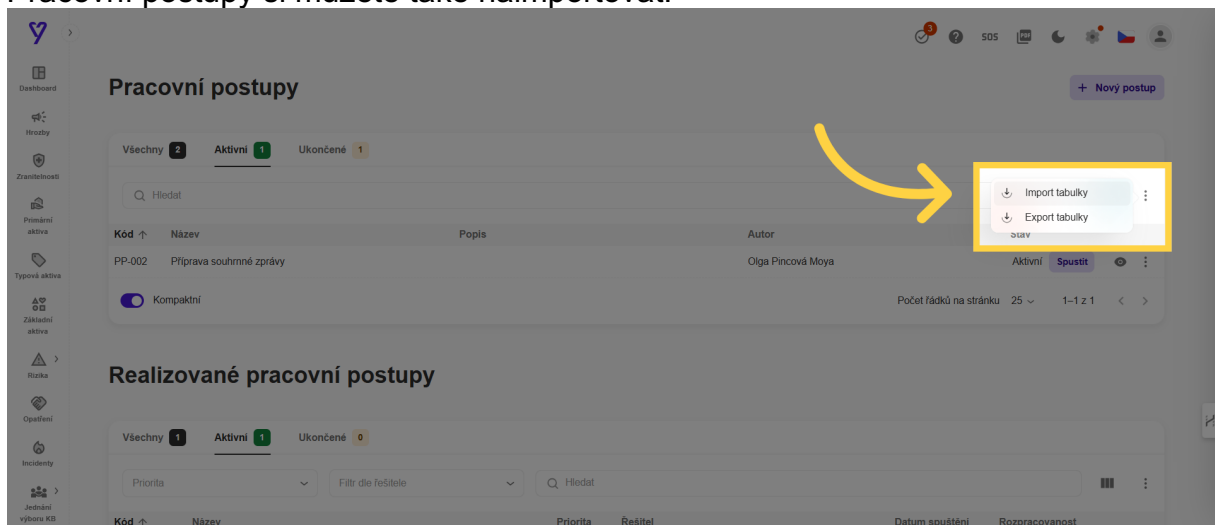 Pracovní postupy si můžete také naimportovat.
3
SOS
PDF
Dashboard
Pracovní postupy
+ Nový postup
Hrozby
Všechny 2 Aktivní 1 Ukončené 1
Zranitelnosti
Hledat
Import tabulky
Export tabulky
Primární
aktiva
Kód ↑ Název Popis Autor Stav
PP-002 Příprava souhrnné zprávy Olga Pincová Moya Aktivní Spustit
Typová aktiva
Kompaktní Počet řádků na stránku 25 1–1 z 1
Základní
aktiva
Rizika
Realizované pracovní postupy
Opatření
Všechny 1 Aktivní 1 Ukončené 0
Incidenty
Priorita Filtr dle řešitele Hledat
Jednání
výboru KB
Kód ↑ Název Priorita Řešitel Datum spuštění Rozpracovanost